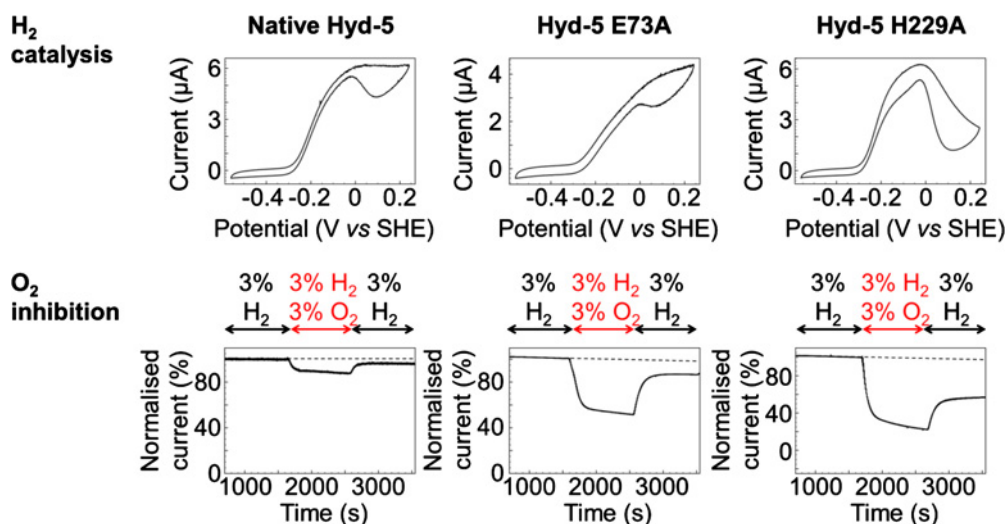 H₂
catalysis
Native Hyd-5
Hyd-5 E73A
Hyd-5 H229A
Current (µA)
6
3
0
-0.4 -0.2 0 0.2
Potential (V vs SHE)
Current (µA)
4
2
0
-0.4 -0.2 0 0.2
Potential (V vs SHE)
Current (µA)
6
3
0
-0.4 -0.2 0 0.2
Potential (V vs SHE)
O₂
inhibition
3% 3% H₂ 3%
H₂ 3% O₂ H₂
3% 3% H₂ 3%
H₂ 3% O₂ H₂
3% 3% H₂ 3%
H₂ 3% O₂ H₂
Normalised
current (%)
80
40
0
1000 2000 3000
Time (s)
Normalised
current (%)
80
40
0
1000 2000 3000
Time (s)
Normalised
current (%)
80
40
0
1000 2000 3000
Time (s)